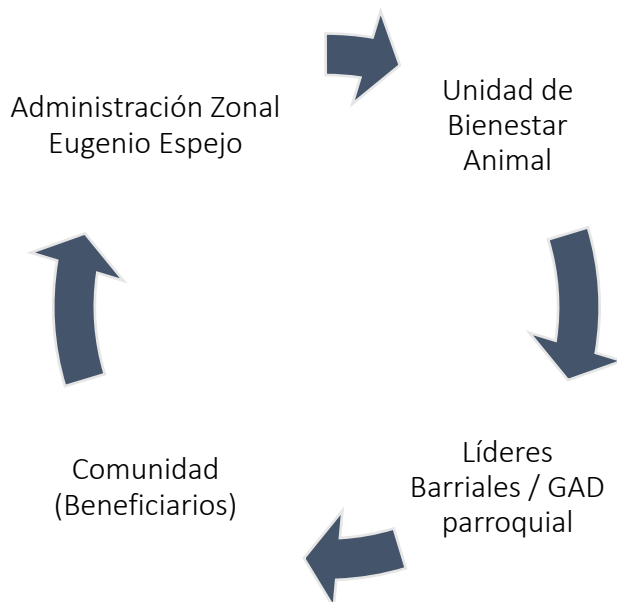 Administración Zonal
Eugenio Espejo
Unidad de
Bienestar
Animal
Líderes
Barriales / GAD
parroquial
Comunidad
(Beneficiarios)